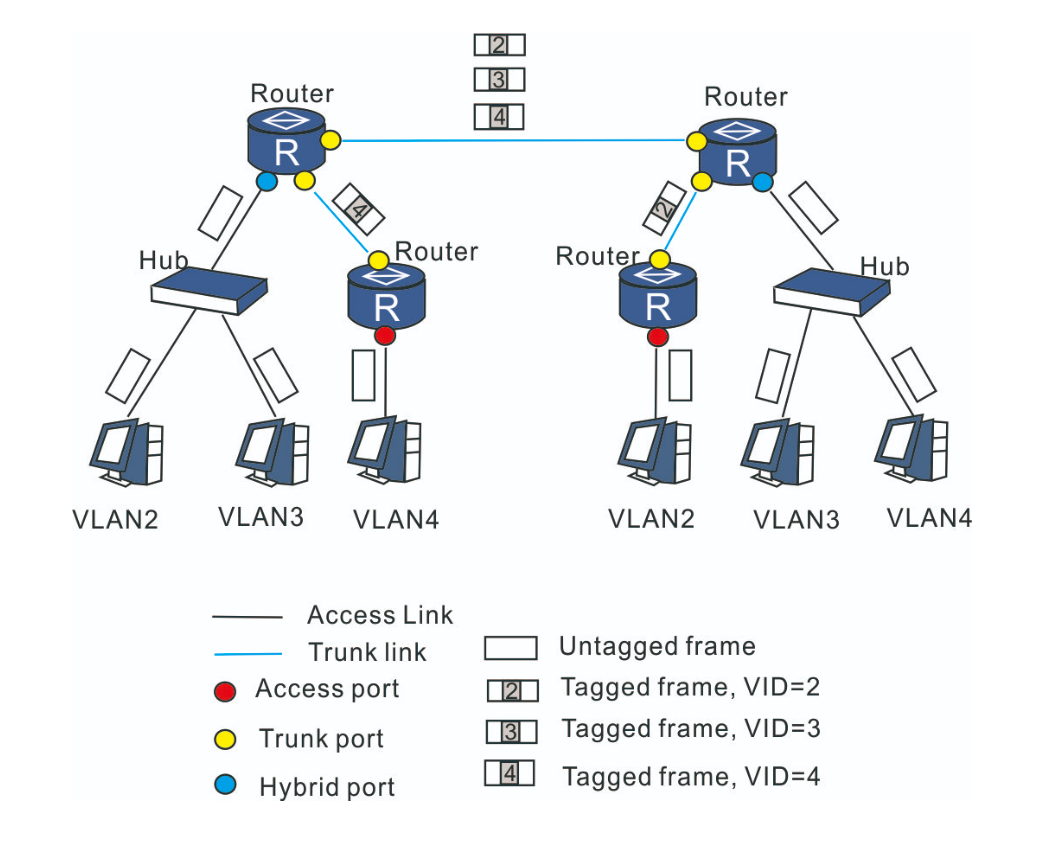 2
3
4
Router
Router
R
R
4
2
Hub
Router
Router
Hub
R
R
VLAN2
VLAN3
VLAN4
VLAN2
VLAN3
VLAN4
Access Link
Trunk link
Access port
Trunk port
Hybrid port
Untagged frame
2 Tagged frame, VID=2
3 Tagged frame, VID=3
4 Tagged frame, VID=4